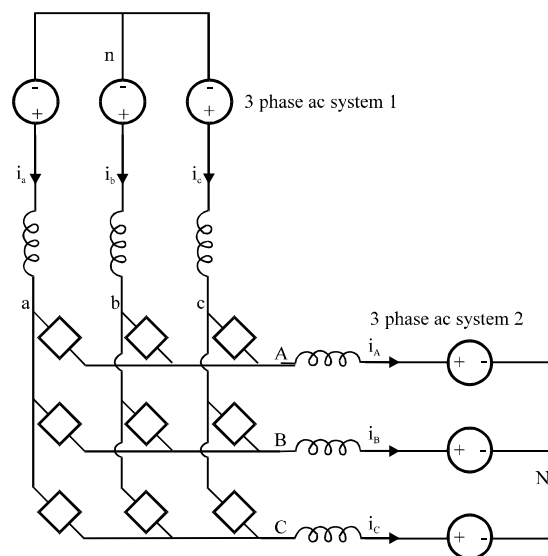 n
- - -
+ + +
3 phase ac system 1
i_a i_b i_c
a b c
3 phase ac system 2
A i_A + -
B i_B + -
N
C i_C + -